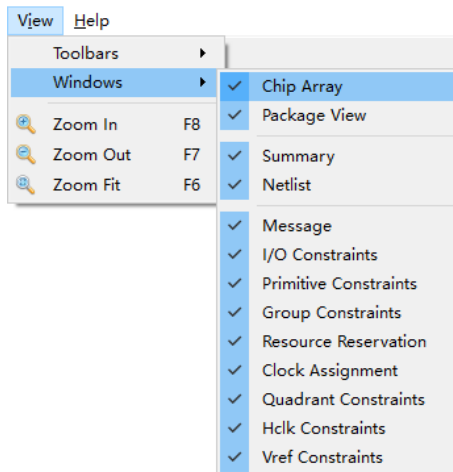 View Help
Toolbars
Windows
Zoom In F8
Zoom Out F7
Zoom Fit F6
Chip Array
Package View
Summary
Netlist
Message
I/O Constraints
Primitive Constraints
Group Constraints
Resource Reservation
Clock Assignment
Quadrant Constraints
Hclk Constraints
Vref Constraints